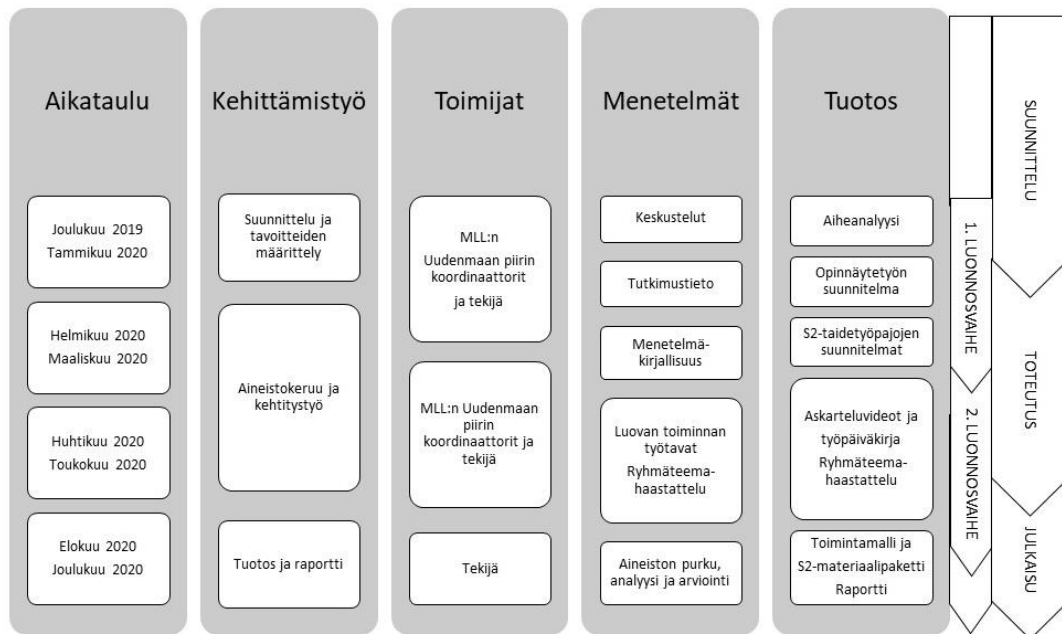 Aikataulu
Joulukuu 2019
Tammikuu 2020
Helmikuu 2020
Maaliskuu 2020
Huhtikuu 2020
Toukokuu 2020
Elokuu 2020
Joulukuu 2020
Kehittämistyö
Suunnittelu ja
tavoitteiden
määrittely
Aineistokeruu ja
kehtitystyö
Tuotos ja raportti
Toimijat
MLL:n
Uudenmaan piirin
koordinaattorit
ja tekijä
MLL:n Uudenmaan
piirin
koordinaattorit ja
tekijä
Tekijä
Menetelmät
Keskustelut
Tutkimustieto
Menetelmä-
kirjallisuus
Luovan toiminnan
työtavat
Ryhmäteema-
haastattelu
Aineiston purku,
analyysi ja arviointi
Tuotos
Aiheanalyysi
Opinnäytetyön
suunnitelma
S2-taidetyöpajojen
suunnitelmat
Askarteluvideot ja
työpäiväkirja
Ryhmäteema-
haastattelu
Toimintamalli ja
S2-materiaalipaketti
Raportti
1. LUONNOSVAIHE
2. LUONNOSVAIHE
SUUNNITTELU
TOTEUTUS
JULKAISU